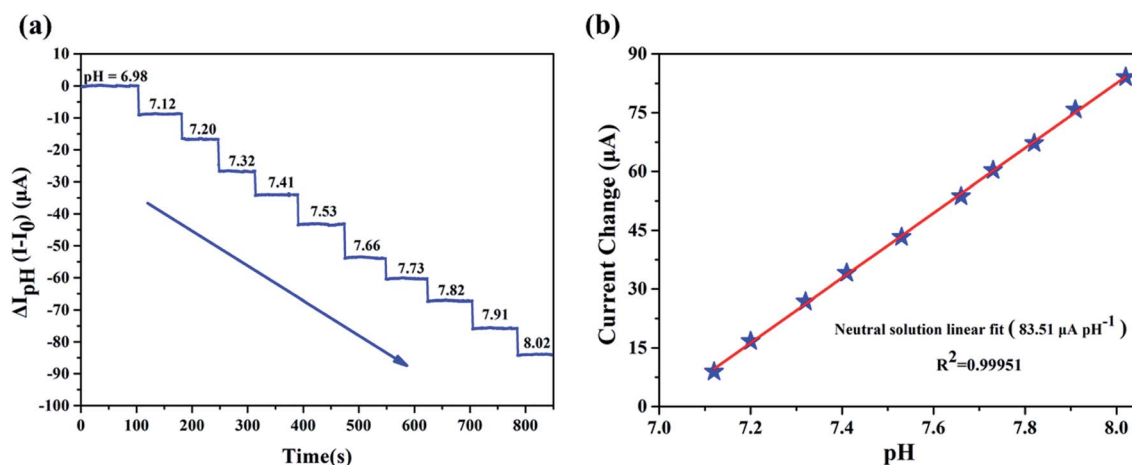 (a)
10
0
-10
-20
-30
-40
-50
-60
-70
-80
-90
-100
ΔIpH (I-I0) (μA)
pH = 6.98
7.12
7.20
7.32
7.41
7.53
7.66
7.73
7.82
7.91
8.02
0 100 200 300 400 500 600 700 800
Time(s)
(b)
90
75
60
45
30
15
0
Current Change (μA)
Neutral solution linear fit ( 83.51 μA pH⁻¹)
R²=0.99951
7.0 7.2 7.4 7.6 7.8 8.0
pH